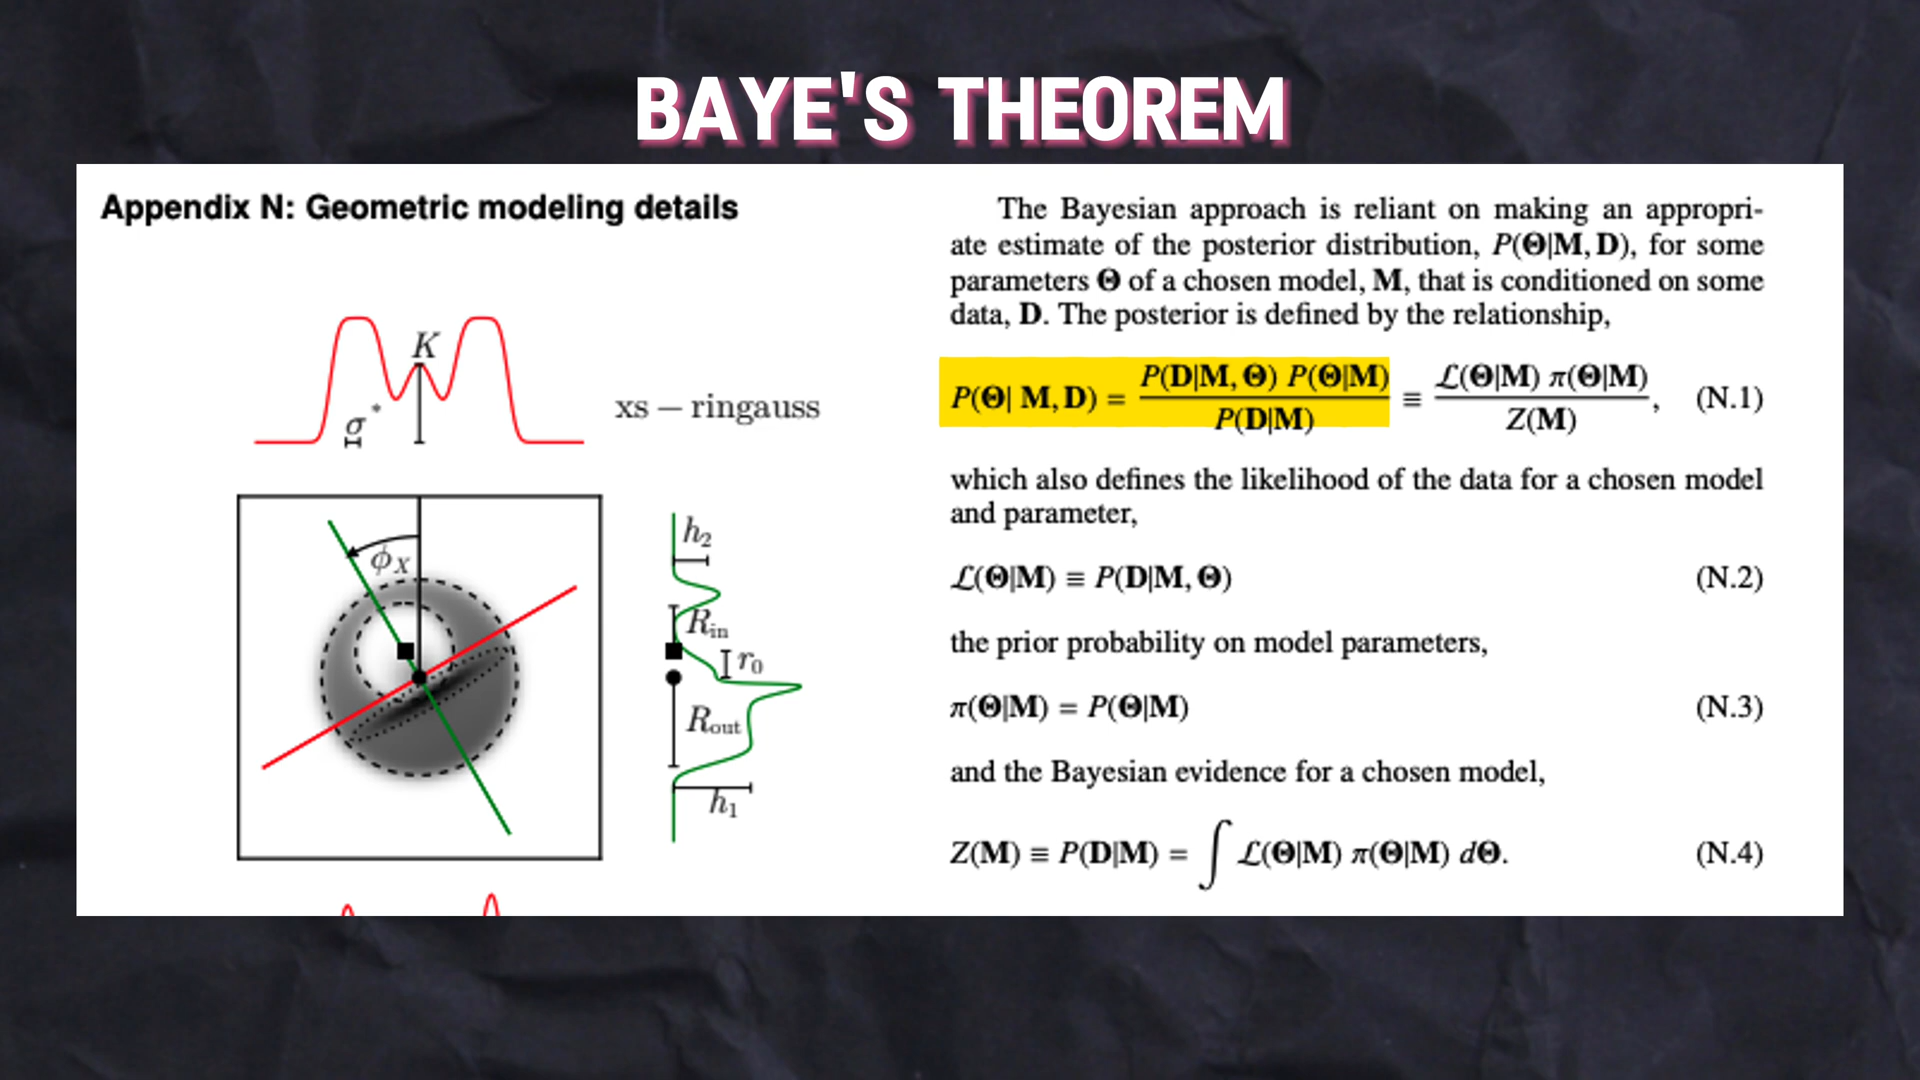 BAYE'S THEOREM
Appendix N: Geometric modeling details
K
σ*
xs – ringauss
ϕX
h2
Rin
r0
Rout
h1
The Bayesian approach is reliant on making an appropri-
ate estimate of the posterior distribution, P(Θ|M, D), for some
parameters Θ of a chosen model, M, that is conditioned on some
data, D. The posterior is defined by the relationship,
P(Θ| M, D) = P(D|M, Θ) P(Θ|M) / P(D|M) ≡ ℒ(Θ|M) π(Θ|M) / Z(M) , (N.1)
which also defines the likelihood of the data for a chosen model
and parameter,
ℒ(Θ|M) ≡ P(D|M, Θ) (N.2)
the prior probability on model parameters,
π(Θ|M) = P(Θ|M) (N.3)
and the Bayesian evidence for a chosen model,
Z(M) ≡ P(D|M) = ∫ ℒ(Θ|M) π(Θ|M) dΘ. (N.4)